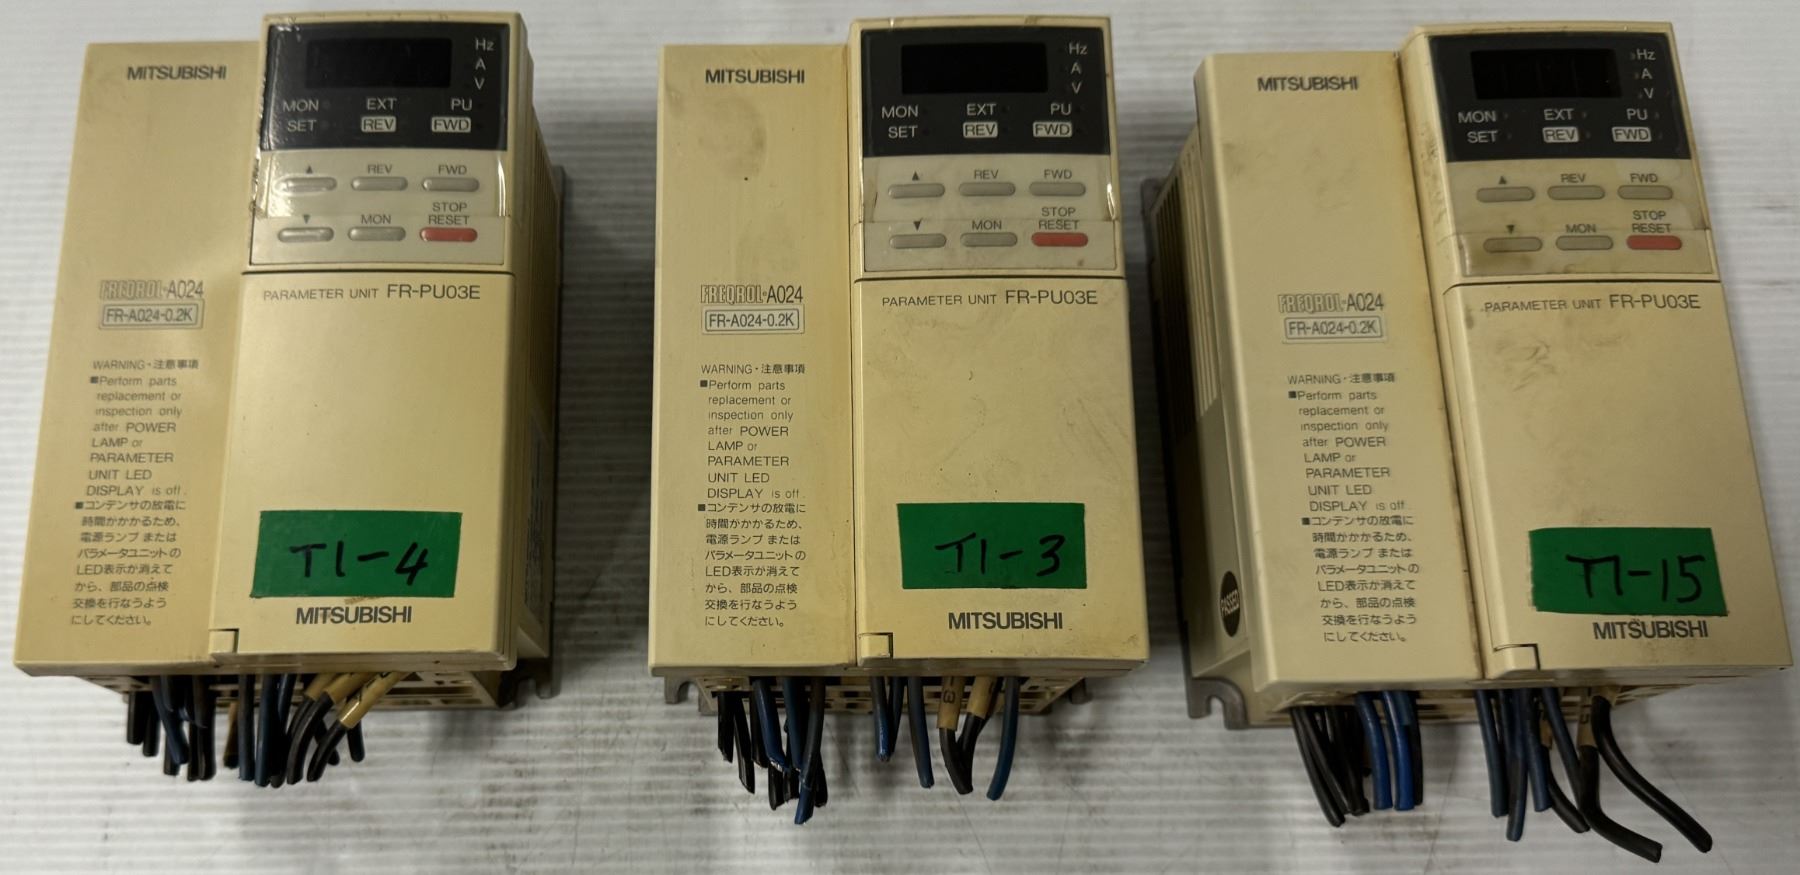 MITSUBISHI
Hz
A
V
MON EXT PU
SET REV FWD
▲ REV FWD
▼ MON STOP RESET
FREQROL-A024
FR-A024-0.2K
PARAMETER UNIT FR-PU03E
WARNING・注意事項
■Perform parts
replacement or
inspection only
after POWER
LAMP or
PARAMETER
UNIT LED
DISPLAY is off.
■コンデンサの放電に
時間がかかるため、
電源ランプ または
パラメータユニットの
LED表示が消えて
から、部品の点検
交換を行なうよう
にしてください。
T1-4
MITSUBISHI
MITSUBISHI
Hz
A
V
MON EXT PU
SET REV FWD
▲ REV FWD
▼ MON STOP RESET
FREQROL-A024
FR-A024-0.2K
PARAMETER UNIT FR-PU03E
WARNING・注意事項
■Perform parts
replacement or
inspection only
after POWER
LAMP or
PARAMETER
UNIT LED
DISPLAY is off.
■コンデンサの放電に
時間がかかるため、
電源ランプ または
パラメータユニットの
LED表示が消えて
から、部品の点検
交換を行なうよう
にしてください。
T1-3
MITSUBISHI
3
MITSUBISHI
Hz
A
V
MON EXT PU
SET REV FWD
▲ REV FWD
▼ MON STOP RESET
FREQROL-A024
FR-A024-0.2K
PARAMETER UNIT FR-PU03E
WARNING・注意事項
■Perform parts
replacement or
inspection only
after POWER
LAMP or
PARAMETER
UNIT LED
DISPLAY is off.
■コンデンサの放電に
時間がかかるため、
電源ランプ または
パラメータユニットの
LED表示が消えて
から、部品の点検
交換を行なうよう
にしてください。
PASSED
T1-15
MITSUBISHI